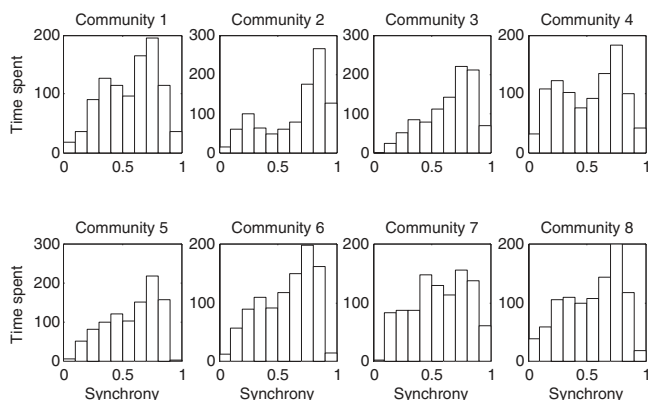 Community 1 Community 2 Community 3 Community 4
200 300 300 200
Time spent
200 200
100 100
100 100
0 0 0 0
0 0.5 1 0 0.5 1 0 0.5 1 0 0.5 1
Community 5 Community 6 Community 7 Community 8
300 200 200 200
Time spent
200
100 100 100
100
0 0 0 0
0 0.5 1 0 0.5 1 0 0.5 1 0 0.5 1
Synchrony Synchrony Synchrony Synchrony